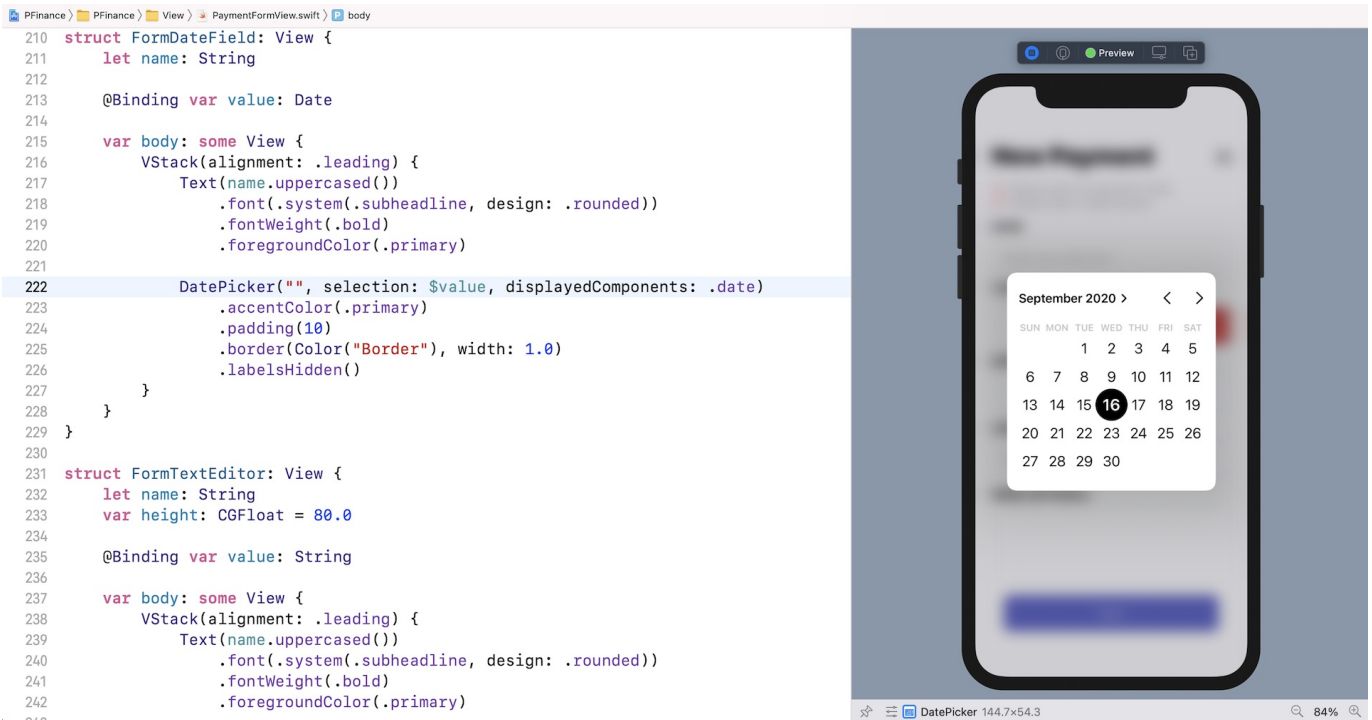 PFinance 〉 PFinance 〉 View 〉 PaymentFormView.swift 〉 P body
210 struct FormDateField: View {
211     let name: String
212
213     @Binding var value: Date
214
215     var body: some View {
216         VStack(alignment: .leading) {
217             Text(name.uppercased())
218                 .font(.system(.subheadline, design: .rounded))
219                 .fontWeight(.bold)
220                 .foregroundColor(.primary)
221
222             DatePicker("", selection: $value, displayedComponents: .date)
223                 .accentColor(.primary)
224                 .padding(10)
225                 .border(Color("Border"), width: 1.0)
226                 .labelsHidden()
227         }
228     }
229 }
230
231 struct FormTextEditor: View {
232     let name: String
233     var height: CGFloat = 80.0
234
235     @Binding var value: String
236
237     var body: some View {
238         VStack(alignment: .leading) {
239             Text(name.uppercased())
240                 .font(.system(.subheadline, design: .rounded))
241                 .fontWeight(.bold)
242                 .foregroundColor(.primary)
Preview
New Payment
September 2020 >
SUN MON TUE WED THU FRI SAT
1 2 3 4 5
6 7 8 9 10 11 12
13 14 15 16 17 18 19
20 21 22 23 24 25 26
27 28 29 30
DatePicker 144.7×54.3
84%